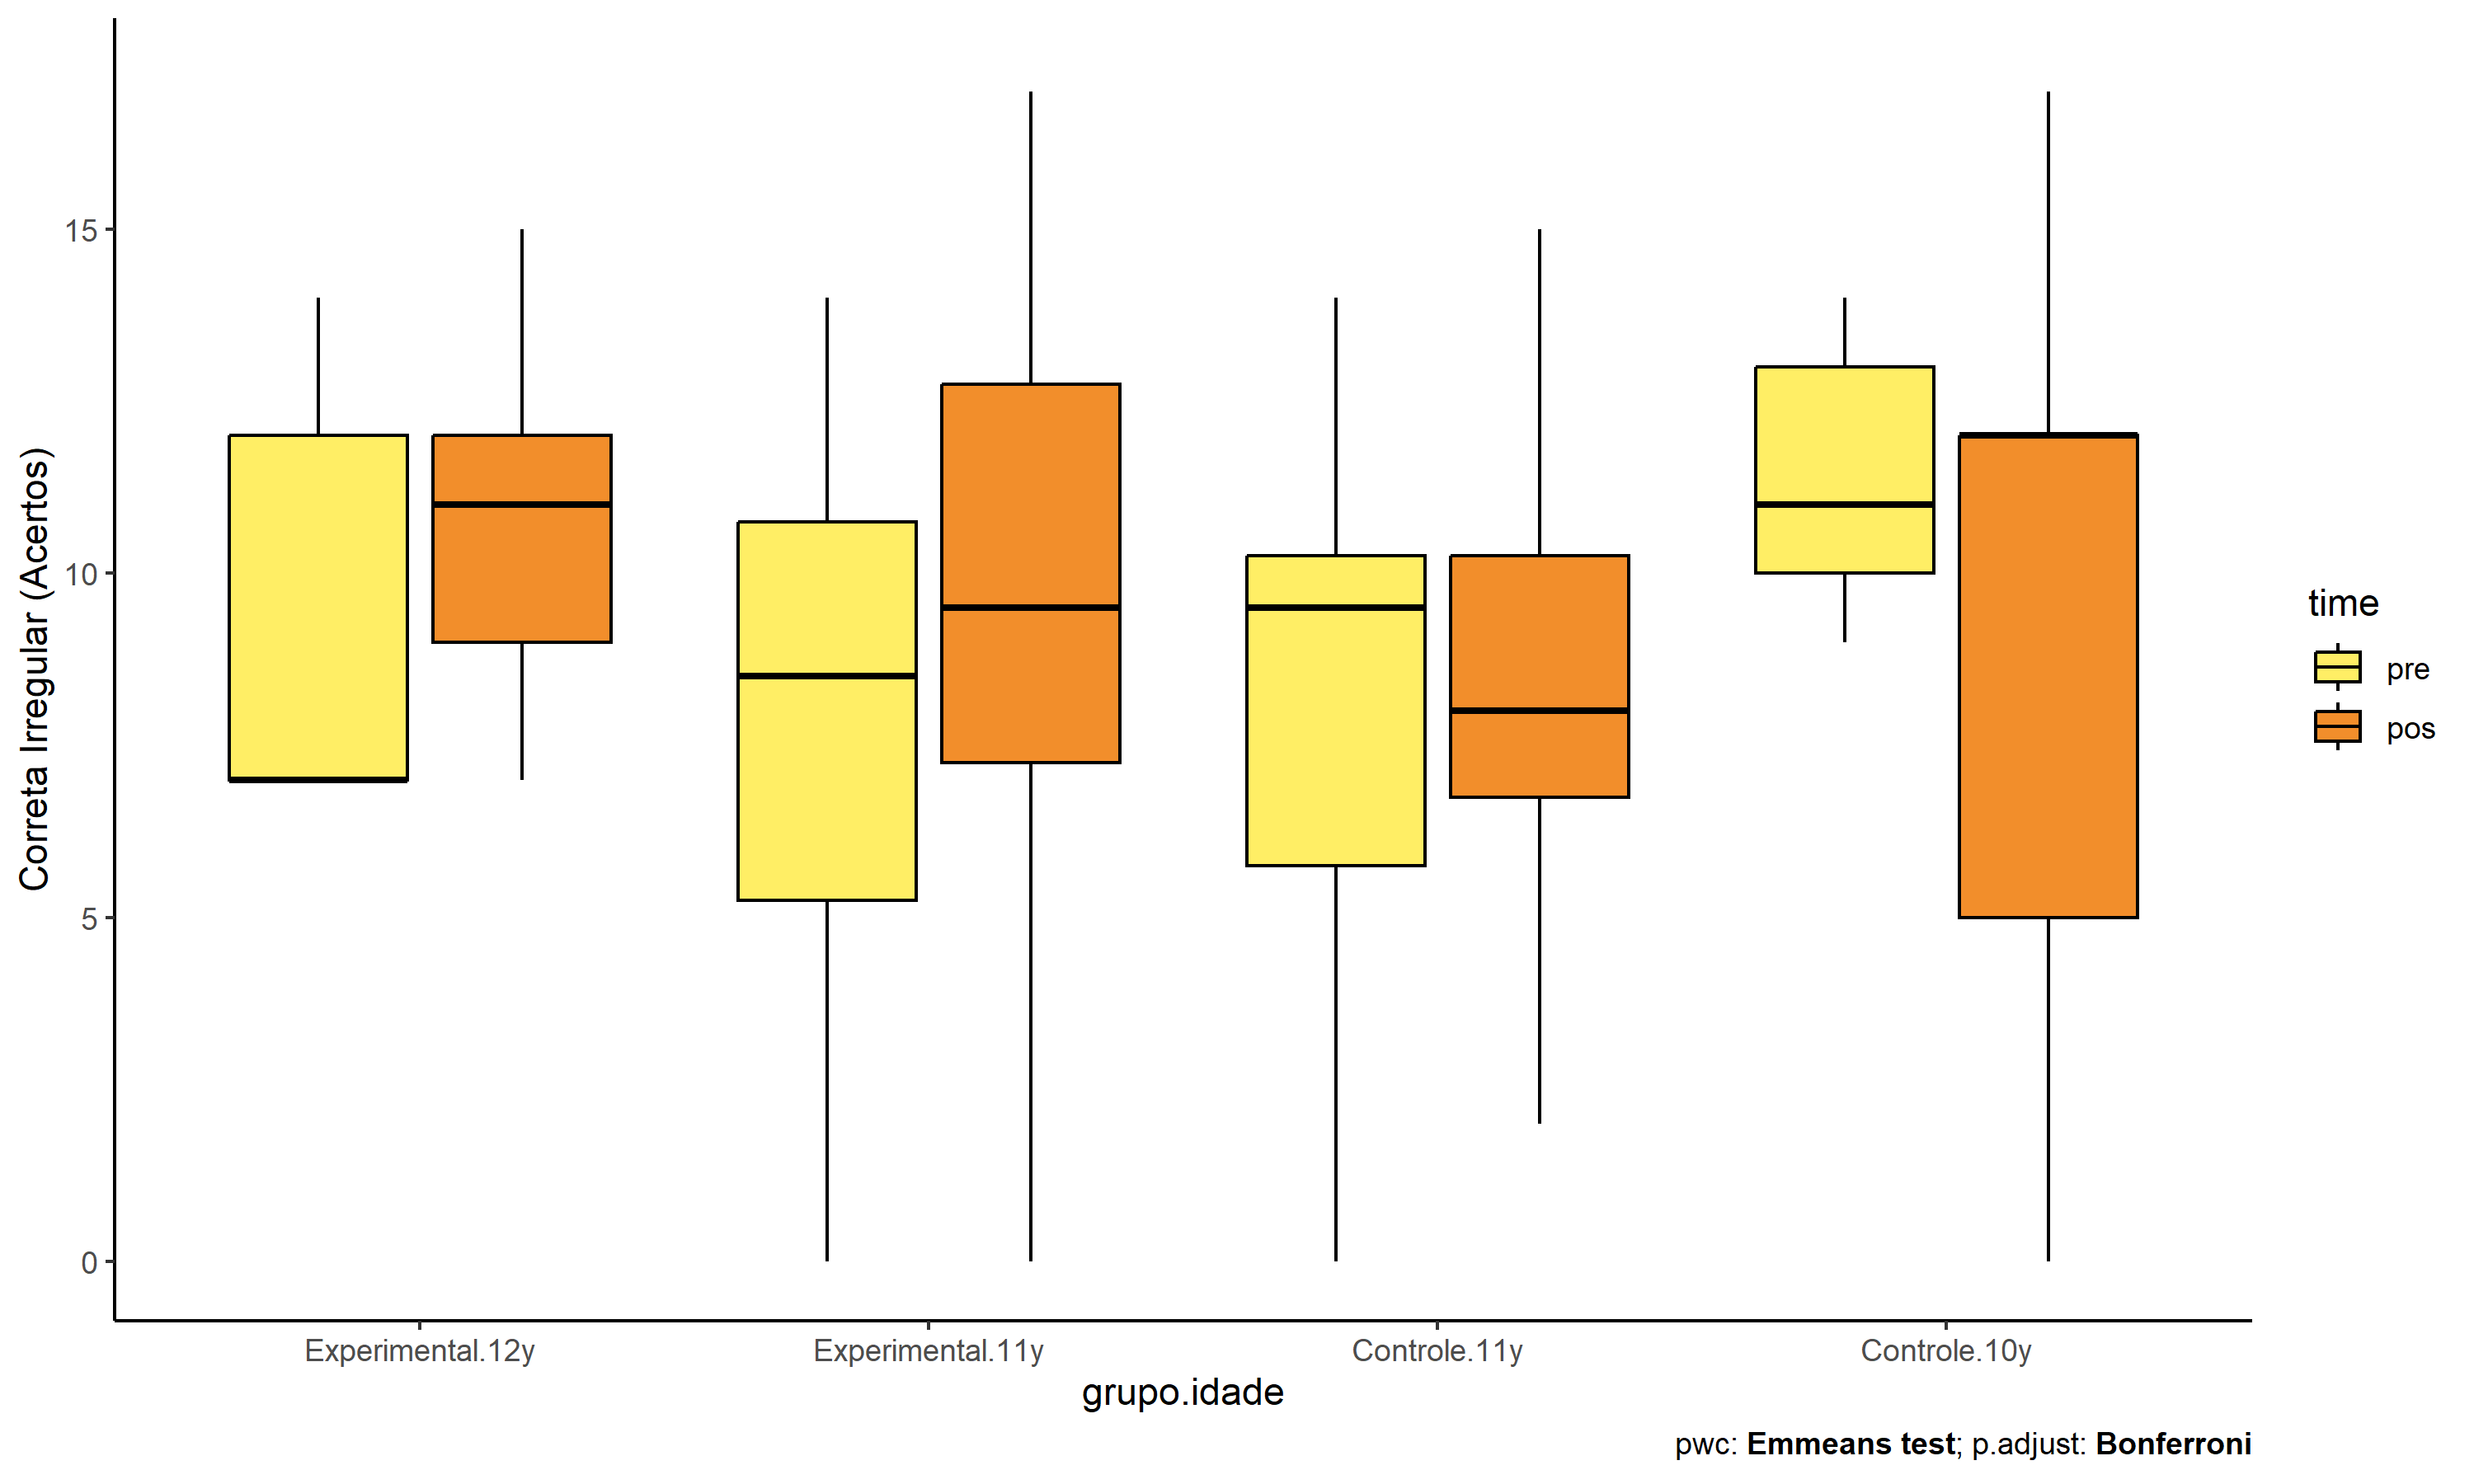 Correta Irregular (Acertos)
15
10
5
0
Experimental.12y
Experimental.11y
Controle.11y
Controle.10y
grupo.idade
time
pre
pos
pwc: Emmeans test; p.adjust: Bonferroni